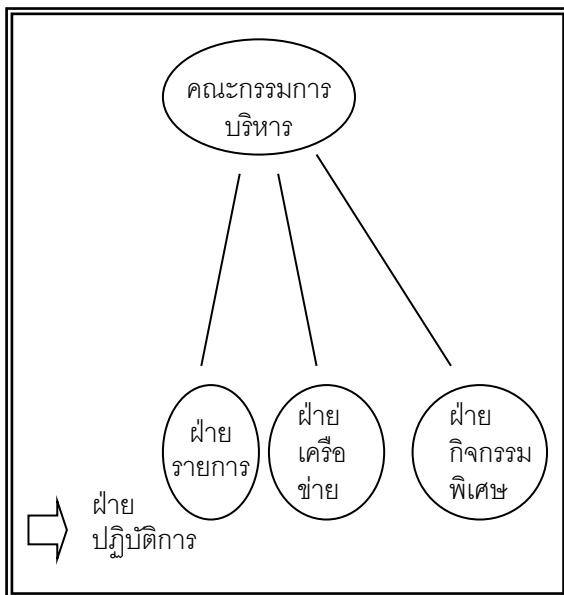 คณะกรรมการ
บริหาร
ฝ่าย
รายการ
ฝ่าย
เครือ
ข่าย
ฝ่าย
กิจกรรม
พิเศษ
ฝ่าย
ปฏิบัติการ